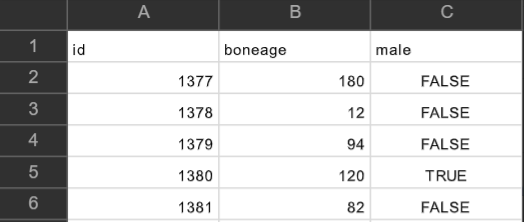 A B C
1 id boneage male
2 1377 180 FALSE
3 1378 12 FALSE
4 1379 94 FALSE
5 1380 120 TRUE
6 1381 82 FALSE